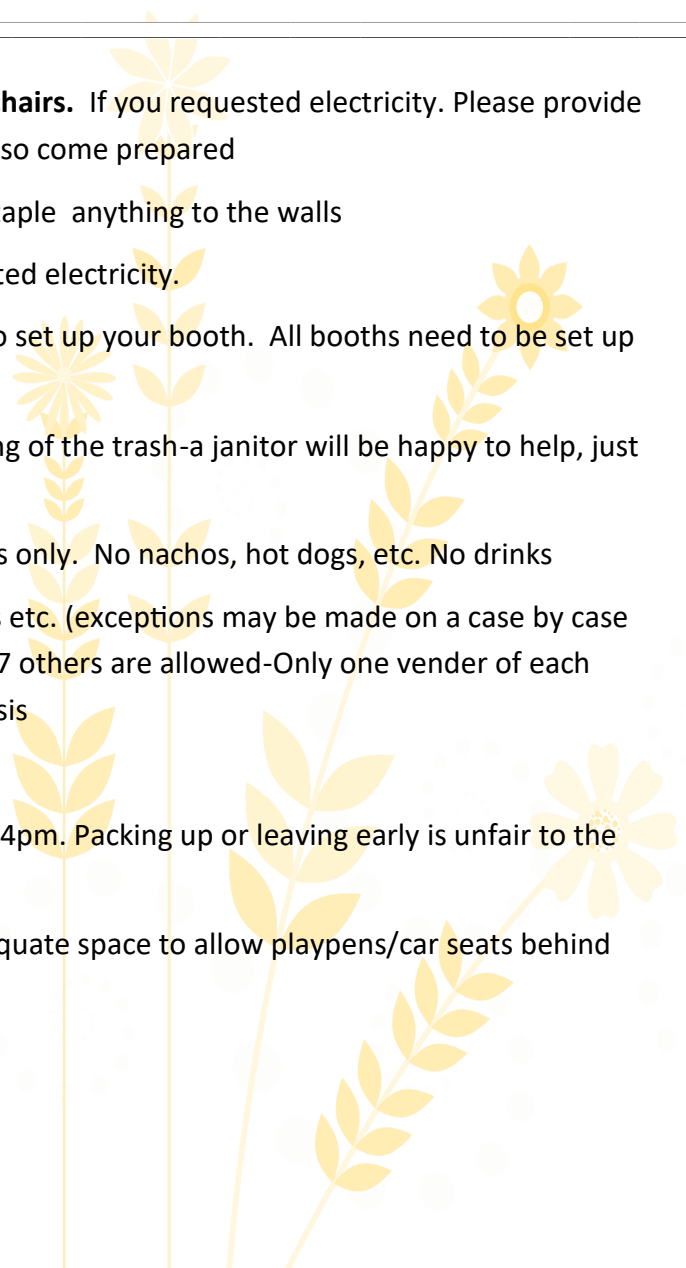 hairs. If you requested electricity. Please provide
so come prepared
taple anything to the walls
ted electricity.
o set up your booth. All booths need to be set up
ng of the trash-a janitor will be happy to help, just
s only. No nachos, hot dogs, etc. No drinks
s etc. (exceptions may be made on a case by case
7 others are allowed-Only one vender of each
sis
4pm. Packing up or leaving early is unfair to the
quate space to allow playpens/car seats behind